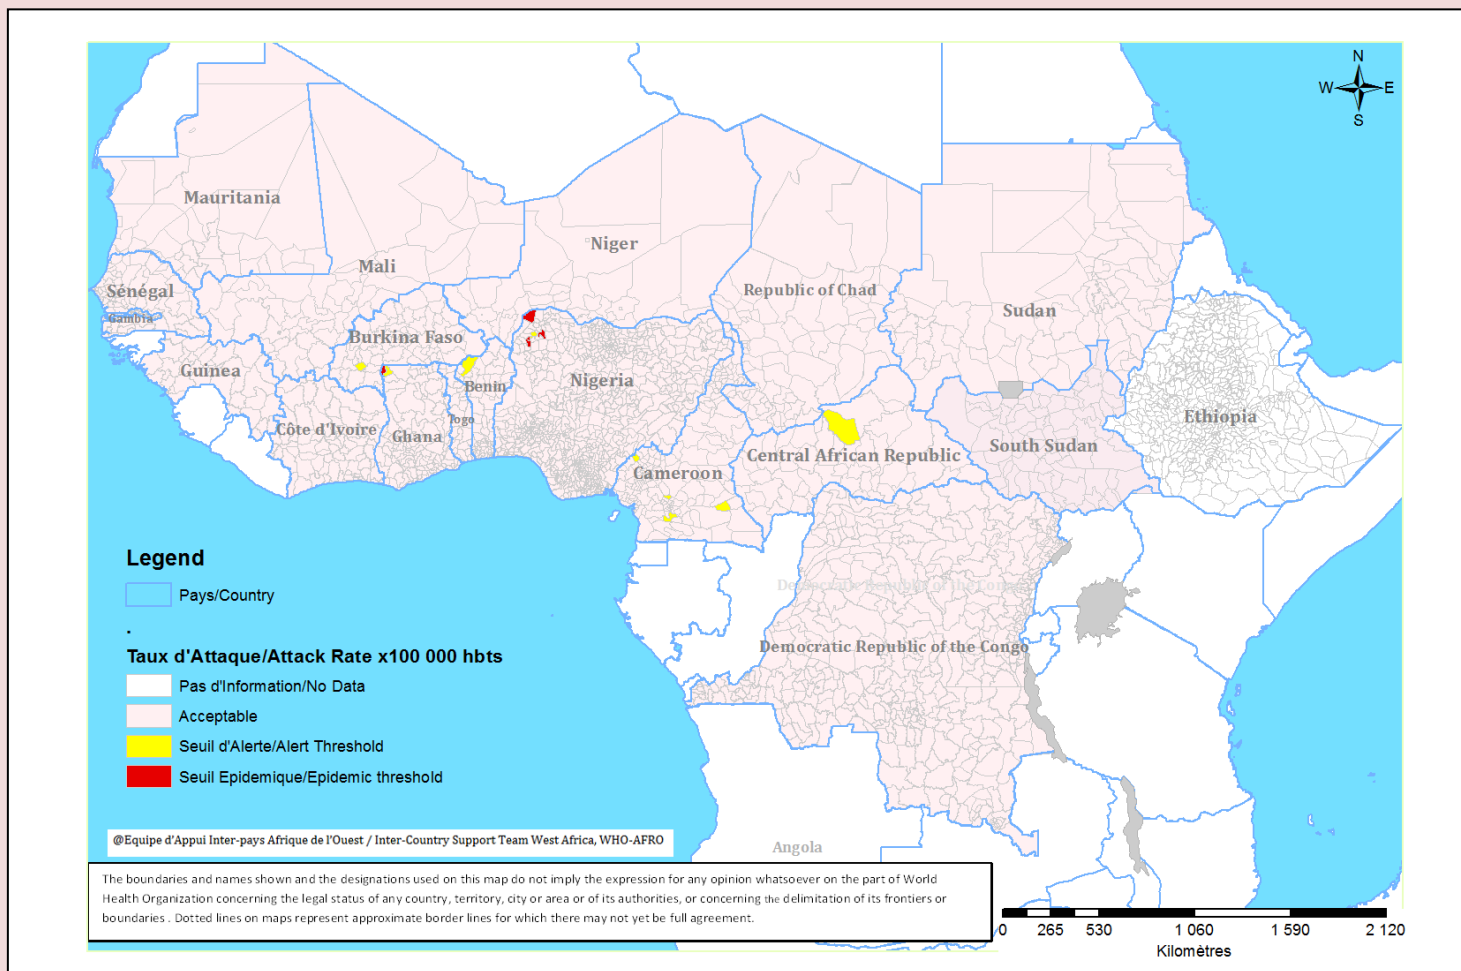 N
W E
S
Mauritania
Niger
Mali
Sénégal
Gambia
Republic of Chad
Sudan
Burkina Faso
Guinea
Benin
Nigeria
Togo
Côte d'Ivoire
Ghana
Ethiopia
South Sudan
Central African Republic
Cameroon
Democratic Republic of the Congo
Democratic Republic of the Congo
Angola
Legend
Pays/Country
.
Taux d'Attaque/Attack Rate x100 000 hbts
Pas d'Information/No Data
Acceptable
Seuil d'Alerte/Alert Threshold
Seuil Epidemique/Epidemic threshold
@Equipe d'Appui Inter-pays Afrique de l'Ouest / Inter-Country Support Team West Africa, WHO-AFRO
The boundaries and names shown and the designations used on this map do not imply the expression for any opinion whatsoever on the part of World
Health Organization concerning the legal status of any country, territory, city or area or of its authorities, or concerning the delimitation of its frontiers or
boundaries . Dotted lines on maps represent approximate border lines for which there may not yet be full agreement.
0 265 530 1 060 1 590 2 120
Kilomètres